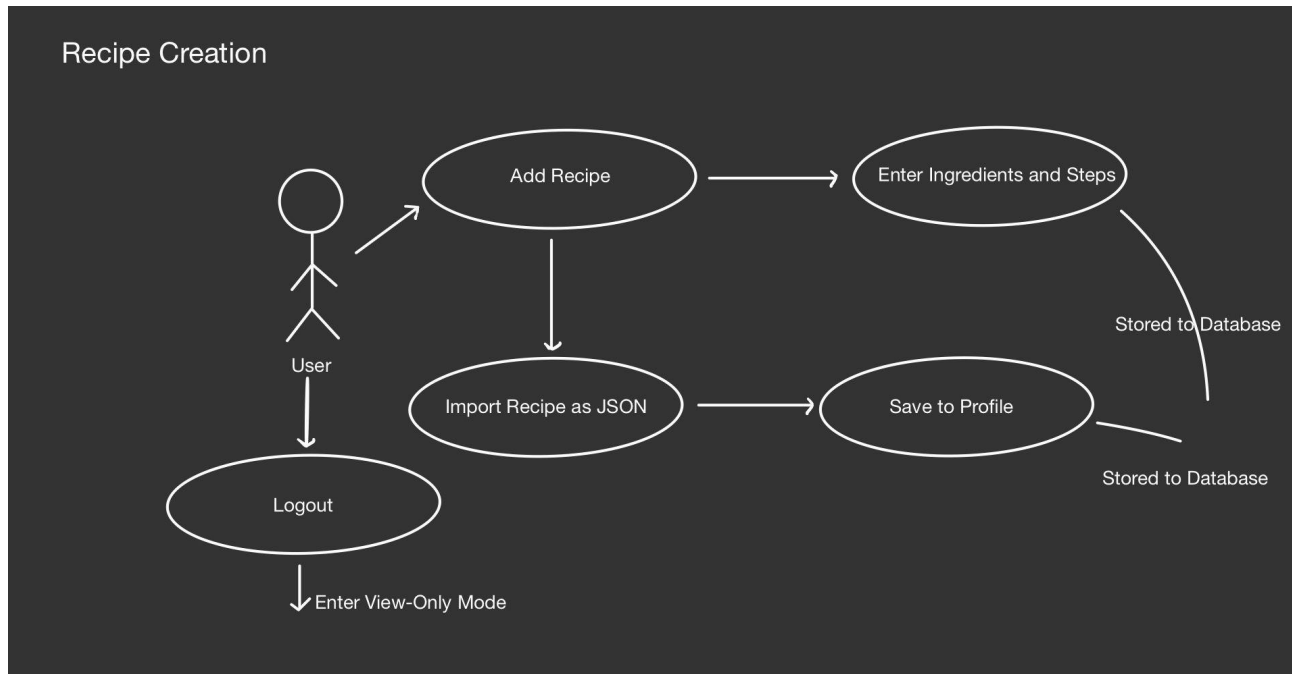 Recipe Creation
Add Recipe
Enter Ingredients and Steps
Stored to Database
User
Import Recipe as JSON
Save to Profile
Stored to Database
Logout
Enter View-Only Mode